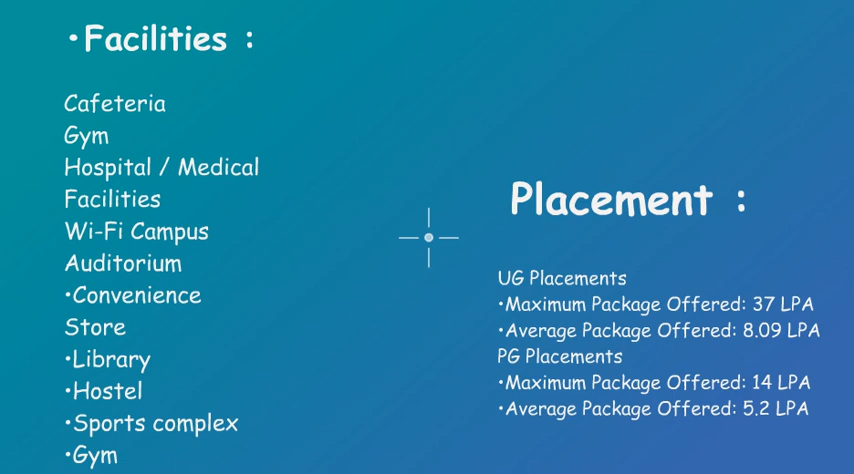 •Facilities :
Cafeteria
Gym
Hospital / Medical
Facilities
Wi-Fi Campus
Auditorium
•Convenience
Store
•Library
•Hostel
•Sports complex
•Gym
Placement :
UG Placements
•Maximum Package Offered: 37 LPA
•Average Package Offered: 8.09 LPA
PG Placements
•Maximum Package Offered: 14 LPA
•Average Package Offered: 5.2 LPA